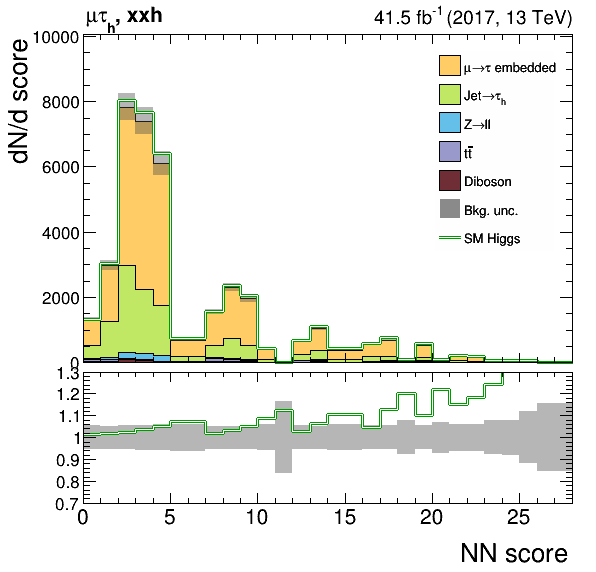 μτh, xxh
41.5 fb⁻¹ (2017, 13 TeV)
dN/d score
10000
8000
6000
4000
2000
0
μ→τ embedded
Jet→τh
Z→ll
tt̄
Diboson
Bkg. unc.
SM Higgs
1.3
1.2
1.1
1
0.9
0.8
0.7
0 5 10 15 20 25
NN score